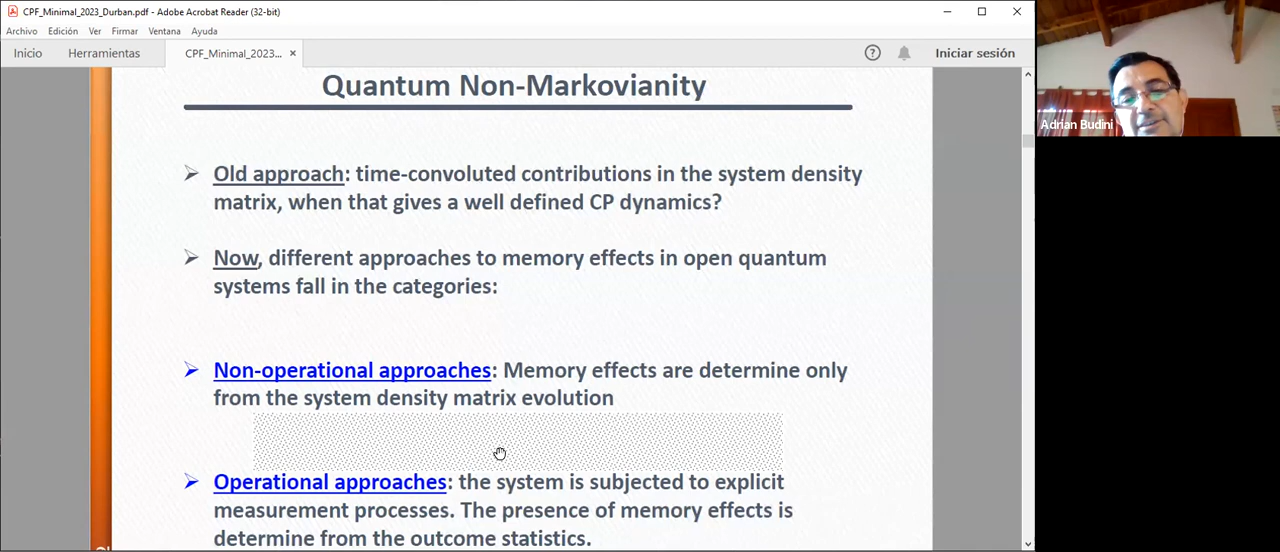 CPF_Minimal_2023_Durban.pdf - Adobe Acrobat Reader (32-bit)
Archivo Edición Ver Firmar Ventana Ayuda
Inicio Herramientas CPF_Minimal_2023... × Iniciar sesión
Quantum Non-Markovianity
Old approach: time-convoluted contributions in the system density
matrix, when that gives a well defined CP dynamics?
Now, different approaches to memory effects in open quantum
systems fall in the categories:
Non-operational approaches: Memory effects are determine only
from the system density matrix evolution
Operational approaches: the system is subjected to explicit
measurement processes. The presence of memory effects is
determine from the outcome statistics.
Adrian Budini